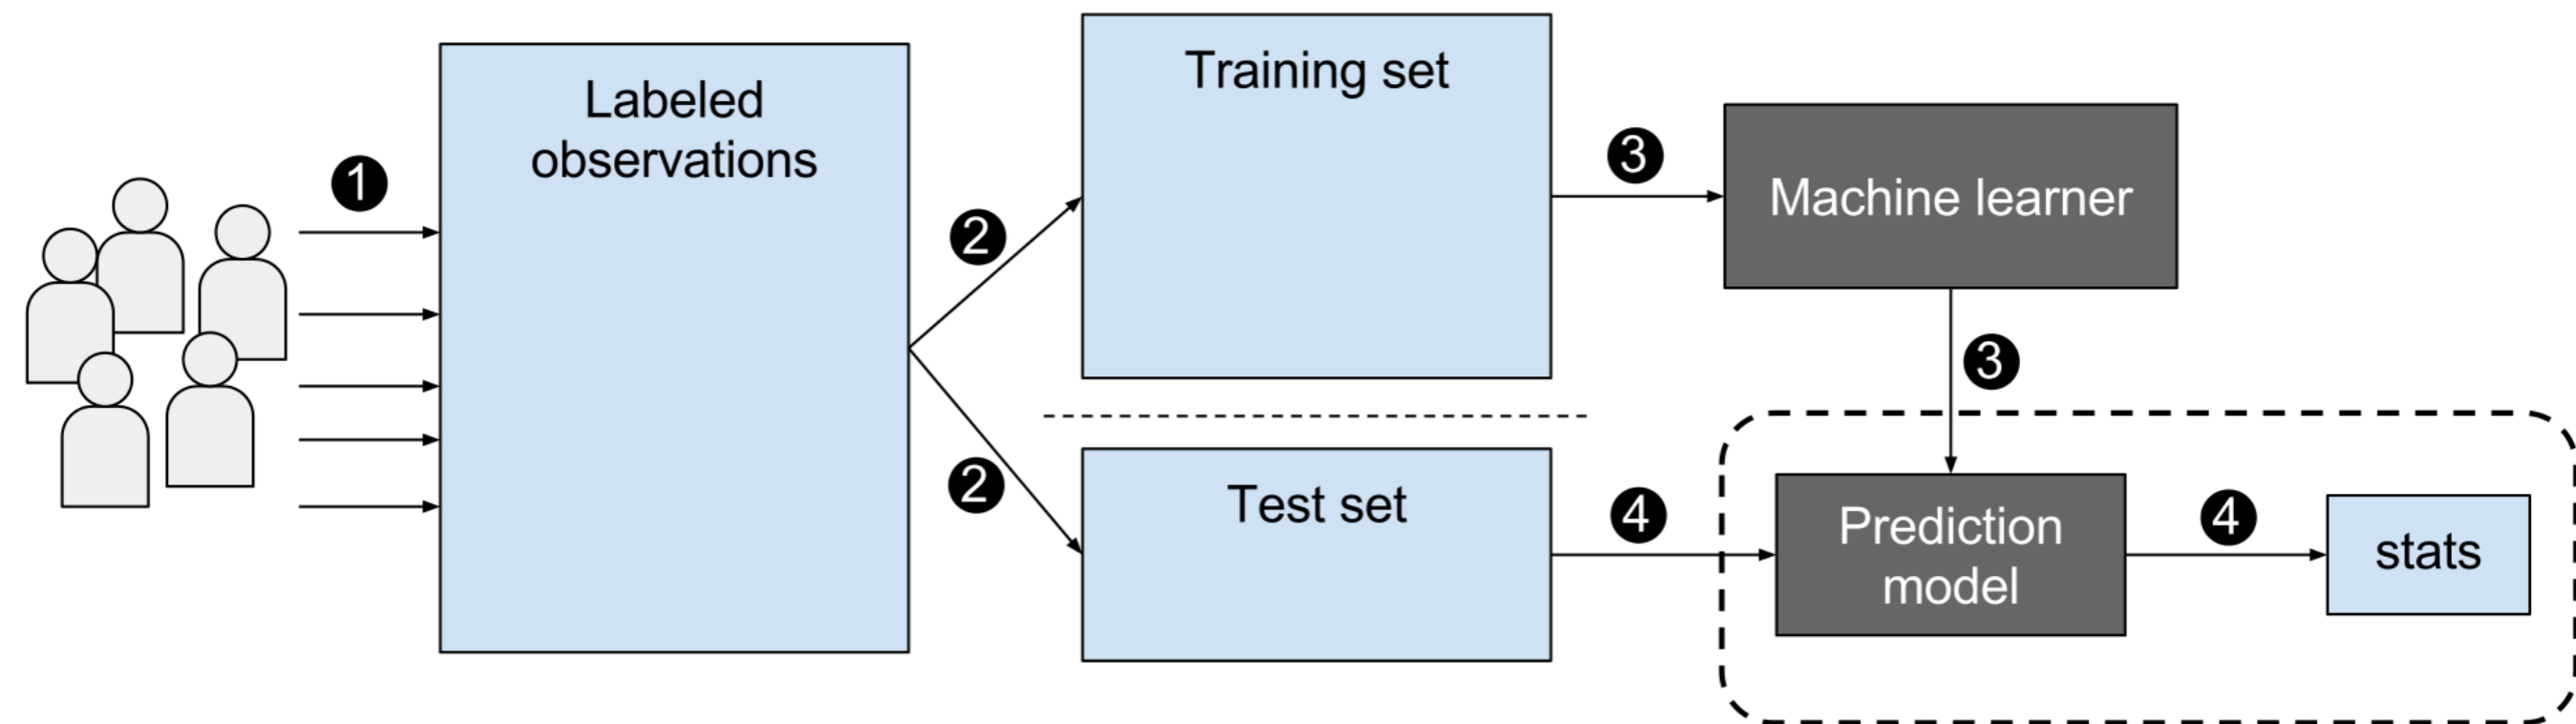 1
Labeled
observations
2
2
Training set
Test set
3
Machine learner
3
4
Prediction
model
4
stats